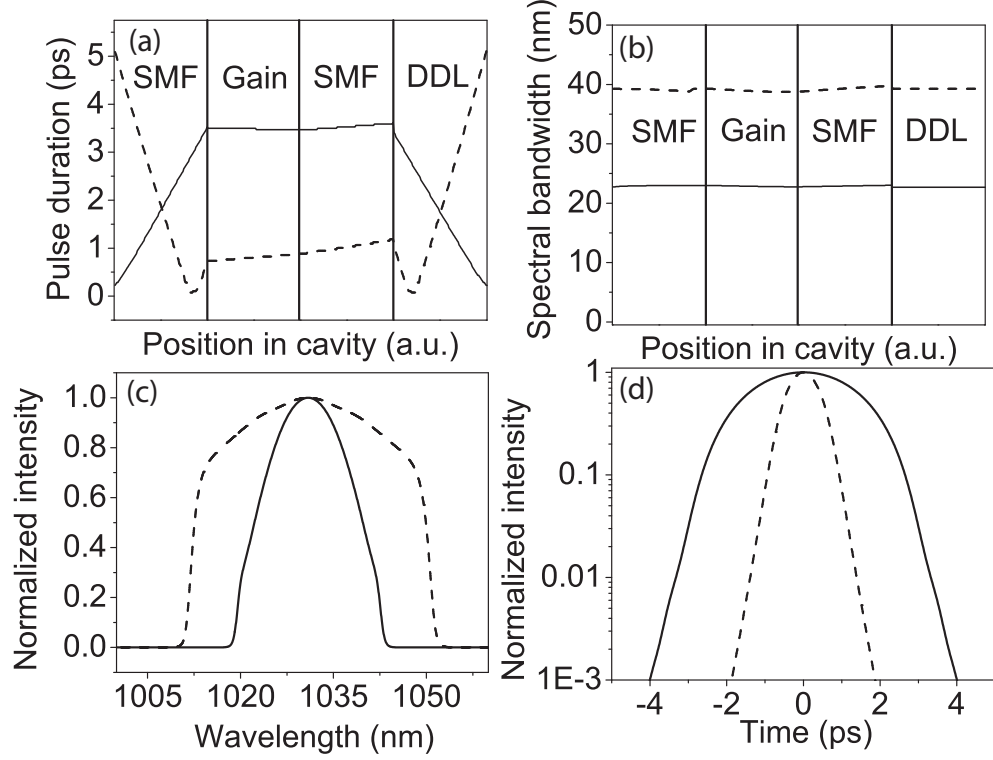 (a)
SMF Gain SMF DDL
5
4
3
2
1
0
Pulse duration (ps)
Position in cavity (a.u.)
(b)
50
40
30
20
10
0
SMF Gain SMF DDL
Spectral bandwidth (nm)
Position in cavity (a.u.)
(c)
1.0
0.8
0.6
0.4
0.2
0.0
Normalized intensity
1005 1020 1035 1050
Wavelength (nm)
(d)
1
0.1
0.01
1E-3
Normalized intensity
-4 -2 0 2 4
Time (ps)